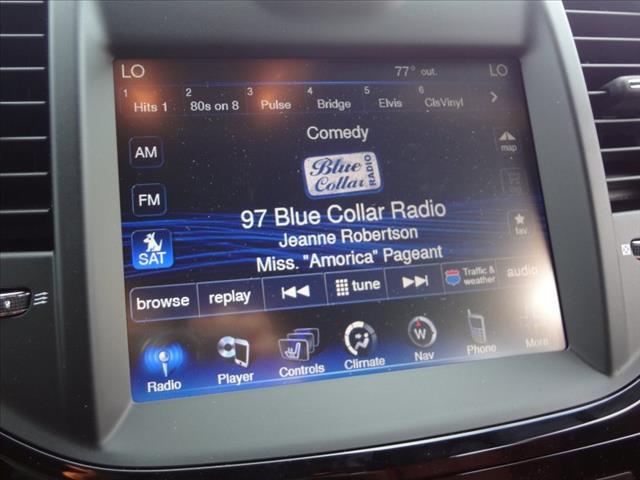 LO 77° out. LO
1 2 3 4 5 6
Hits 1 80s on 8 Pulse Bridge Elvis ClsVinyl
Comedy
AM
map
Blue Collar RADIO
FM
97 Blue Collar Radio
Jeanne Robertson
fav
SAT
Miss. "Amorica" Pageant
browse replay tune Traffic & weather audio
W
Radio Player Controls Climate Nav Phone More